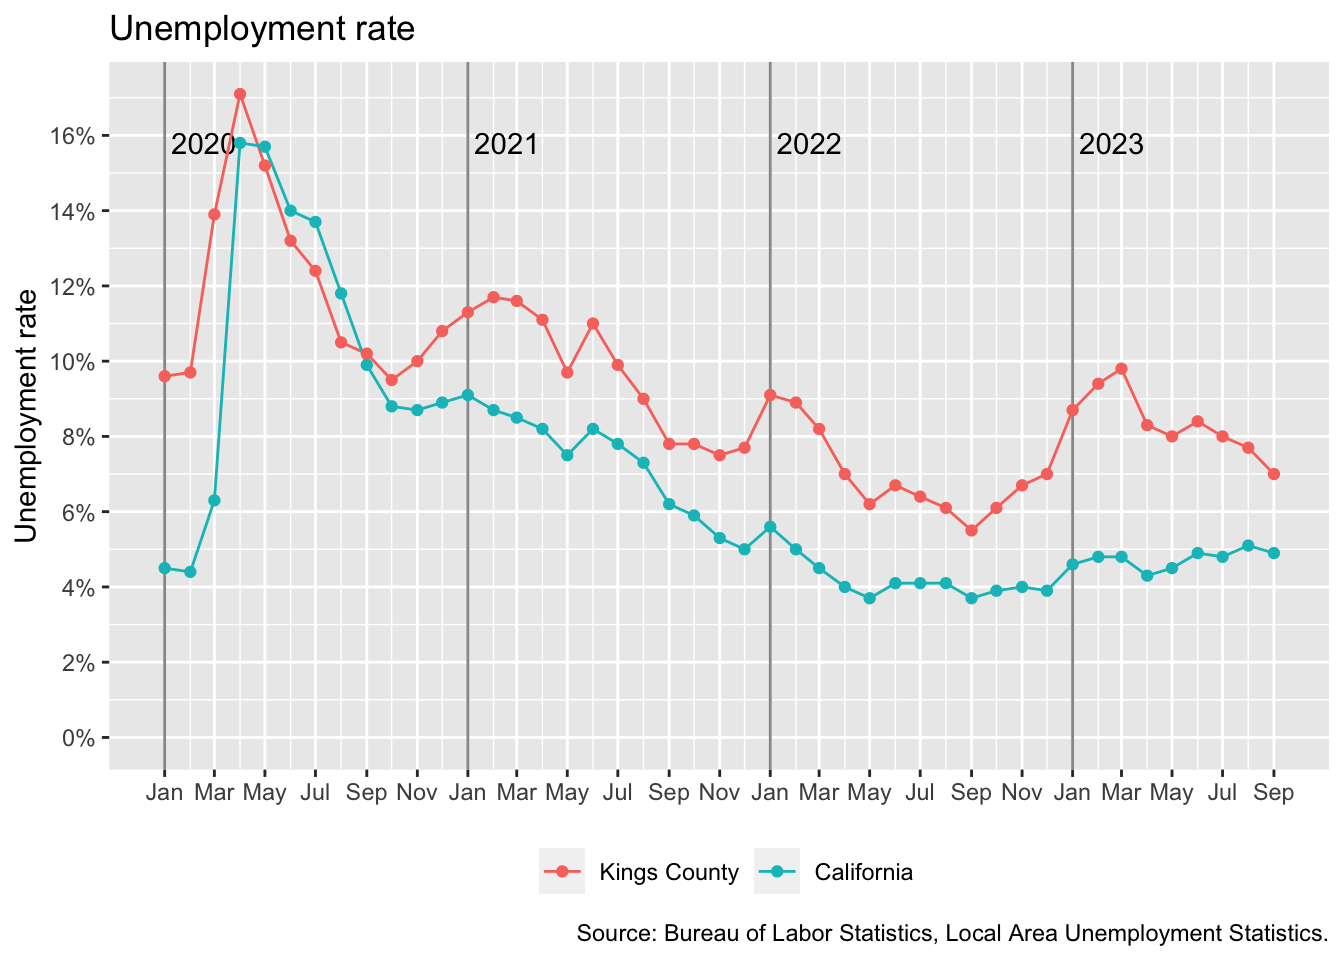 Unemployment rate
2020 2021 2022 2023
16%
14%
12%
10%
8%
6%
4%
2%
0%
Unemployment rate
Jan Mar May Jul Sep Nov Jan Mar May Jul Sep Nov Jan Mar May Jul Sep Nov Jan Mar May Jul Sep
Kings County California
Source: Bureau of Labor Statistics, Local Area Unemployment Statistics.